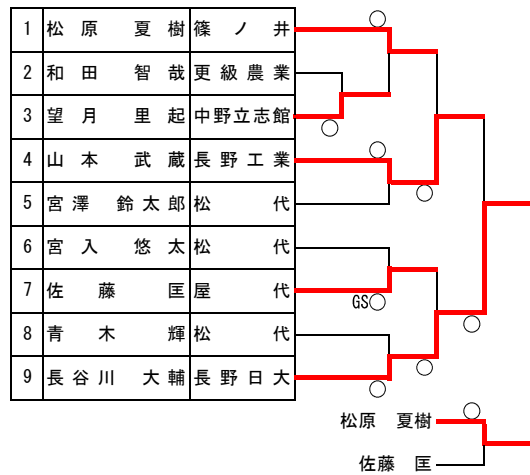 1 松原 夏樹 篠ノ井
2 和田 智哉 更級農業
3 望月 里起 中野立志館
4 山本 武蔵 長野工業
5 宮澤 鈴太郎 松代
6 宮入 悠太 松代
7 佐藤 匡 屋代
GS
8 青木 輝 松代
9 長谷川 大輔 長野日大
松原 夏樹
佐藤 匡